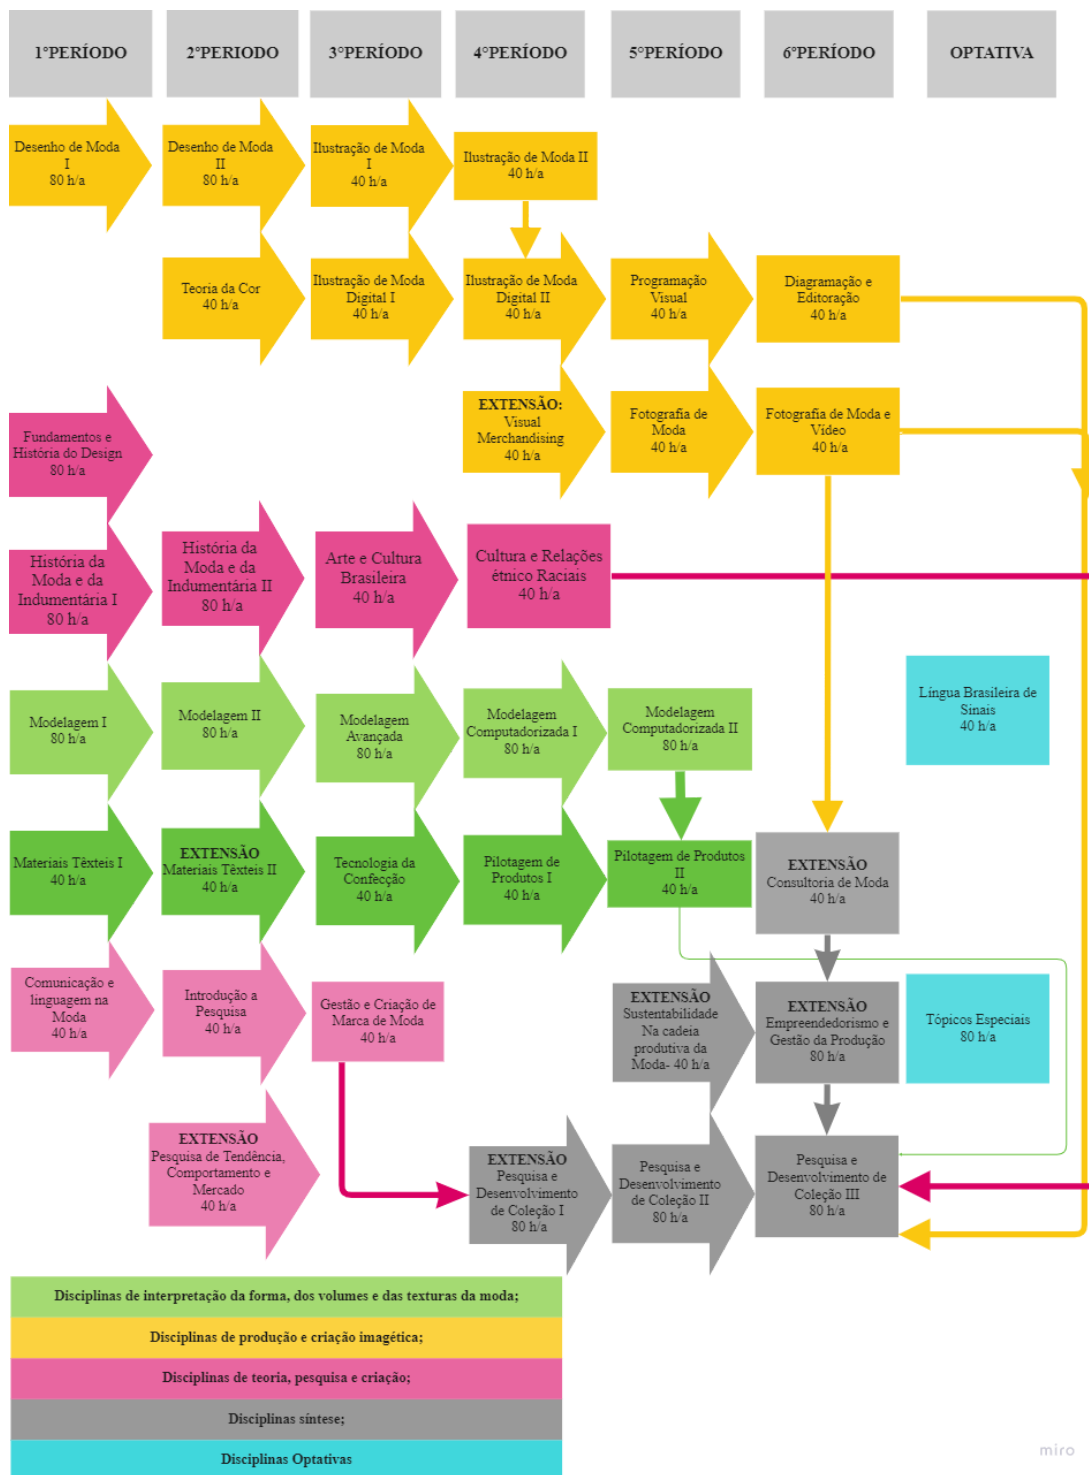 1ºPERÍODO
2ºPERIODO
3°PERÍODO
4°PERÍODO
5°PERÍODO
6ºPERÍODO
OPTATIVA
Desenho de Moda
I
80 h/a
Desenho de Moda
II
80 h/a
Ilustração de Moda
I
40 h/a
Ilustração de Moda II
40 h/a
Teoria da Cor
40 h/a
Ilustração de Moda
Digital I
40 h/a
Ilustração de Moda
Digital II
40 h/a
Programação
Visual
40 h/a
Diagramação e
Editoração
40 h/a
EXTENSÃO:
Visual
Merchandising
40 h/a
Fotografia de
Moda
40 h/a
Fotografia de Moda e
Vídeo
40 h/a
Fundamentos e
História do Design
80 h/a
História da
Moda e da
Indumentária I
80 h/a
História da
Moda e da
Indumentária II
80 h/a
Arte e Cultura
Brasileira
40 h/a
Cultura e Relações
étnico Raciais
40 h/a
Modelagem I
80 h/a
Modelagem II
80 h/a
Modelagem
Avançada
80 h/a
Modelagem
Computadorizada I
80 h/a
Modelagem
Computadorizada II
80 h/a
Língua Brasileira de
Sinais
40 h/a
Materiais Têxteis I
40 h/a
EXTENSÃO
Materiais Têxteis II
40 h/a
Tecnologia da
Confecção
40 h/a
Pilotagem de
Produtos I
40 h/a
Pilotagem de Produtos
II
40 h/a
EXTENSÃO
Consultoria de Moda
40 h/a
Comunicação e
linguagem na
Moda
40 h/a
Introdução a
Pesquisa
40 h/a
Gestão e Criação de
Marca de Moda
40 h/a
EXTENSÃO
Sustentabilidade
Na cadeia
produtiva da
Moda- 40 h/a
EXTENSÃO
Empreendedorismo e
Gestão da Produção
80 h/a
Tópicos Especiais
80 h/a
EXTENSÃO
Pesquisa de Tendência,
Comportamento e
Mercado
40 h/a
EXTENSÃO
Pesquisa e
Desenvolvimento
de Coleção I
80 h/a
Pesquisa e
Desenvolvimento
de Coleção II
80 h/a
Pesquisa e
Desenvolvimento de
Coleção III
80 h/a
Disciplinas de interpretação da forma, dos volumes e das texturas da moda;
Disciplinas de produção e criação imagética;
Disciplinas de teoria, pesquisa e criação;
Disciplinas síntese;
Disciplinas Optativas
miro